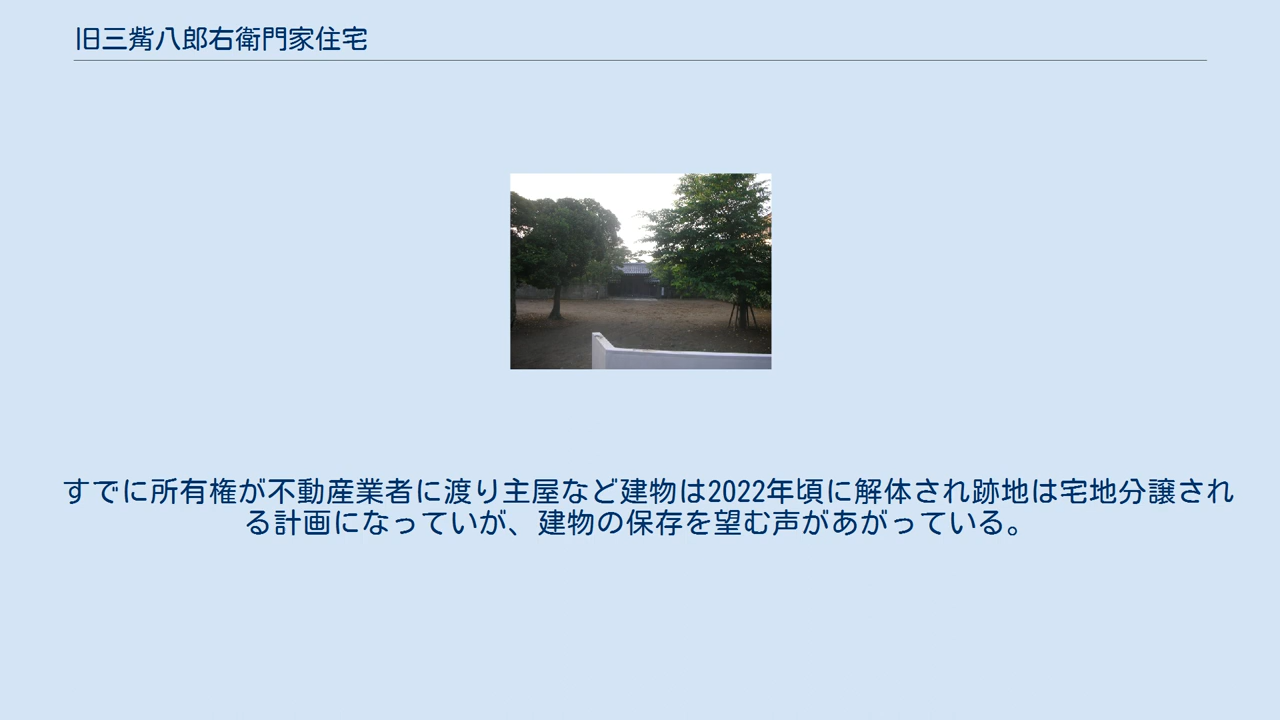 旧三觜八郎右衛門家住宅
すでに所有権が不動産業者に渡り主屋など建物は2022年頃に解体され跡地は宅地分譲され
る計画になっていが、建物の保存を望む声があがっている。